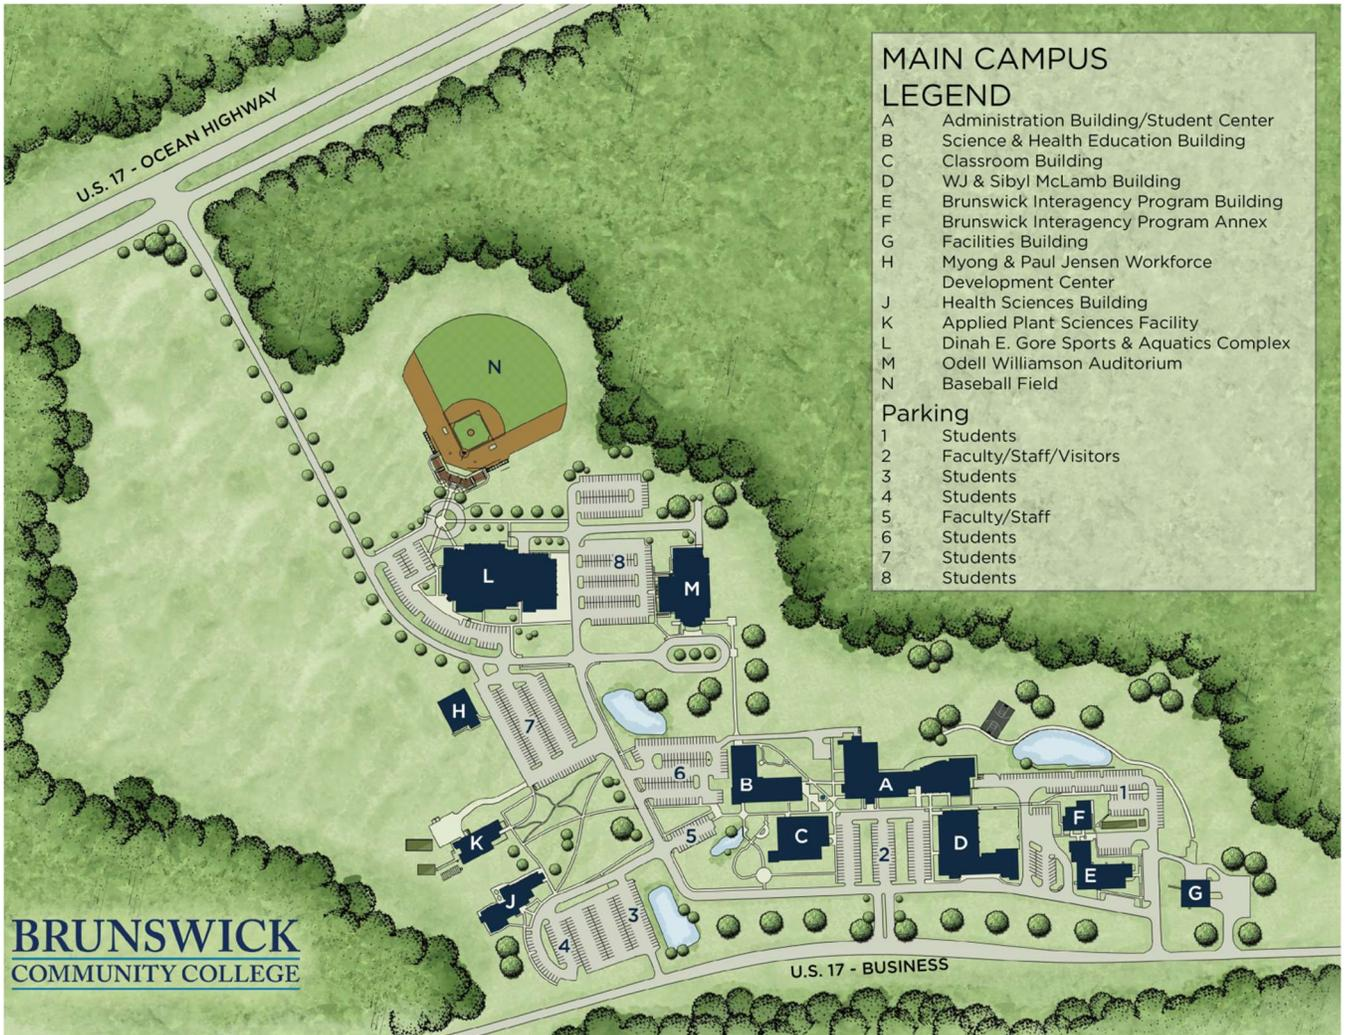 MAIN CAMPUS
LEGEND
A Administration Building/Student Center
B Science & Health Education Building
C Classroom Building
D WJ & Sibyl McLamb Building
E Brunswick Interagency Program Building
F Brunswick Interagency Program Annex
G Facilities Building
H Myong & Paul Jensen Workforce
Development Center
J Health Sciences Building
K Applied Plant Sciences Facility
L Dinah E. Gore Sports & Aquatics Complex
M Odell Williamson Auditorium
N Baseball Field
Parking
1 Students
2 Faculty/Staff/Visitors
3 Students
4 Students
5 Faculty/Staff
6 Students
7 Students
8 Students
U.S. 17 - OCEAN HIGHWAY
N
8
L
M
H
7
6
B
A
1
F
5
C
2
D
K
E
G
J
3
4
U.S. 17 - BUSINESS
BRUNSWICK
COMMUNITY COLLEGE